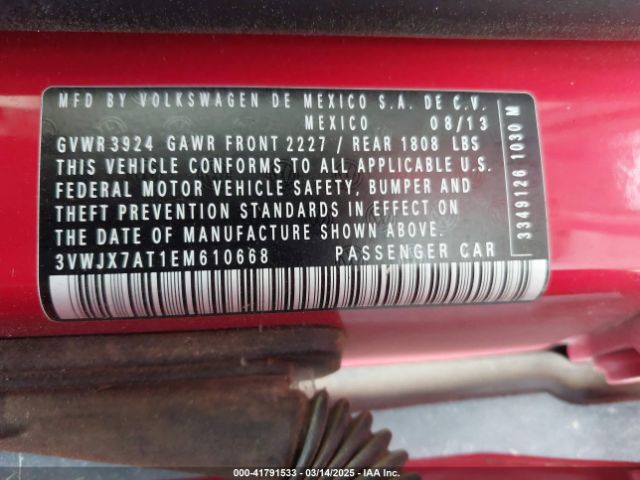 MFD BY VOLKSWAGEN DE MEXICO S.A. DE C.V.
MEXICO 08/13
GVWR 3924 GAWR FRONT 2227 / REAR 1808 LBS
THIS VEHICLE CONFORMS TO ALL APPLICABLE U.S.
FEDERAL MOTOR VEHICLE SAFETY, BUMPER AND
THEFT PREVENTION STANDARDS IN EFFECT ON
THE DATE OF MANUFACTURE SHOWN ABOVE.
3VWJX7AT1EM610668 PASSENGER CAR
3349126 1030 M
000-41791533 - 03/14/2025 - IAA Inc.